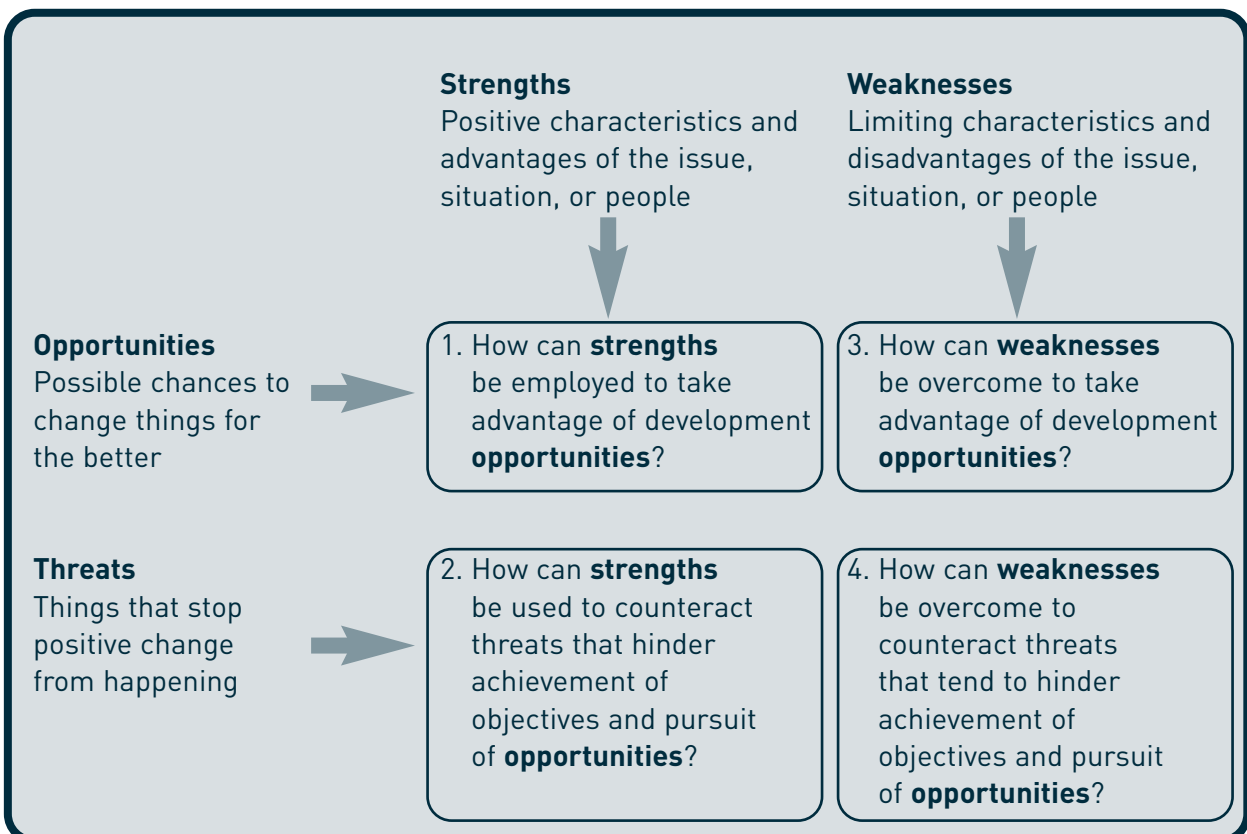 Strengths
Positive characteristics and
advantages of the issue,
situation, or people
Weaknesses
Limiting characteristics and
disadvantages of the issue,
situation, or people
Opportunities
Possible chances to
change things for
the better
1. How can strengths
be employed to take
advantage of development
opportunities?
3. How can weaknesses
be overcome to take
advantage of development
opportunities?
Threats
Things that stop
positive change
from happening
2. How can strengths
be used to counteract
threats that hinder
achievement of
objectives and pursuit
of opportunities?
4. How can weaknesses
be overcome to
counteract threats
that tend to hinder
achievement of
objectives and pursuit
of opportunities?